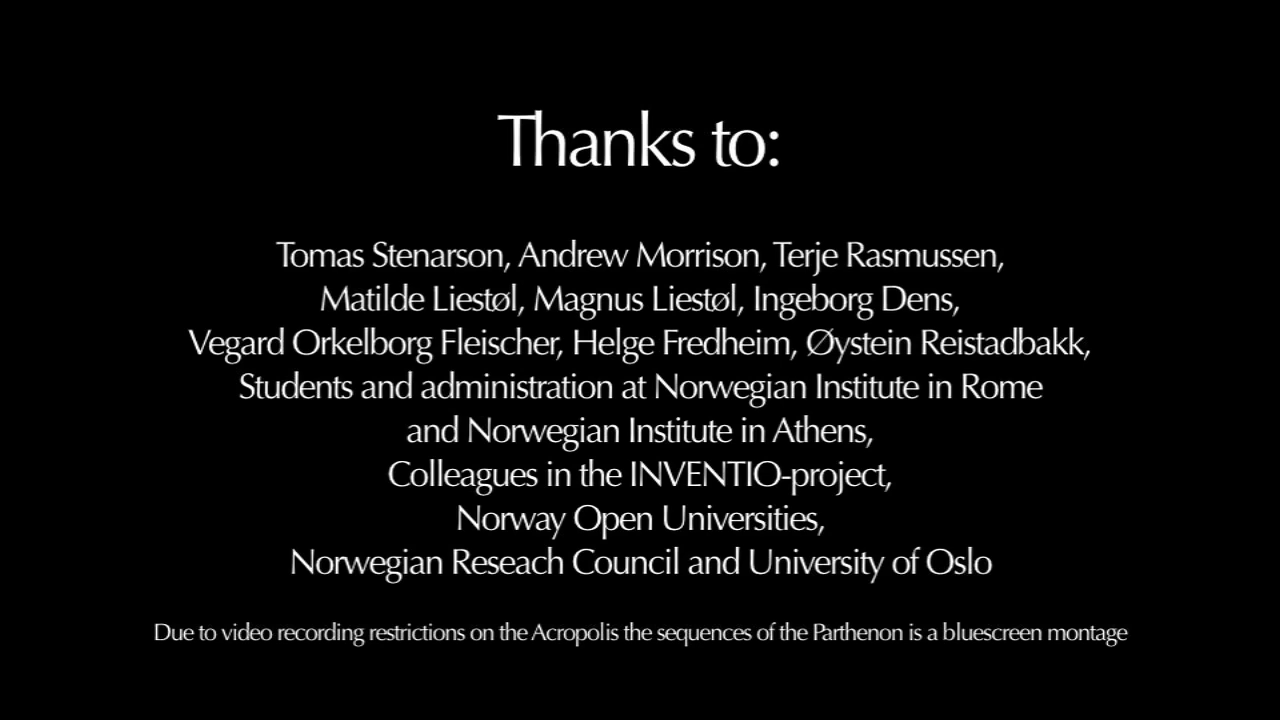 Thanks to:
Tomas Stenarson, Andrew Morrison, Terje Rasmussen,
Matilde Liestøl, Magnus Liestøl, Ingeborg Dens,
Vegard Orkelborg Fleischer, Helge Fredheim, Øystein Reistadbakk,
Students and administration at Norwegian Institute in Rome
and Norwegian Institute in Athens,
Colleagues in the INVENTIO-project,
Norway Open Universities,
Norwegian Reseach Council and University of Oslo
Due to video recording restrictions on the Acropolis the sequences of the Parthenon is a bluescreen montage